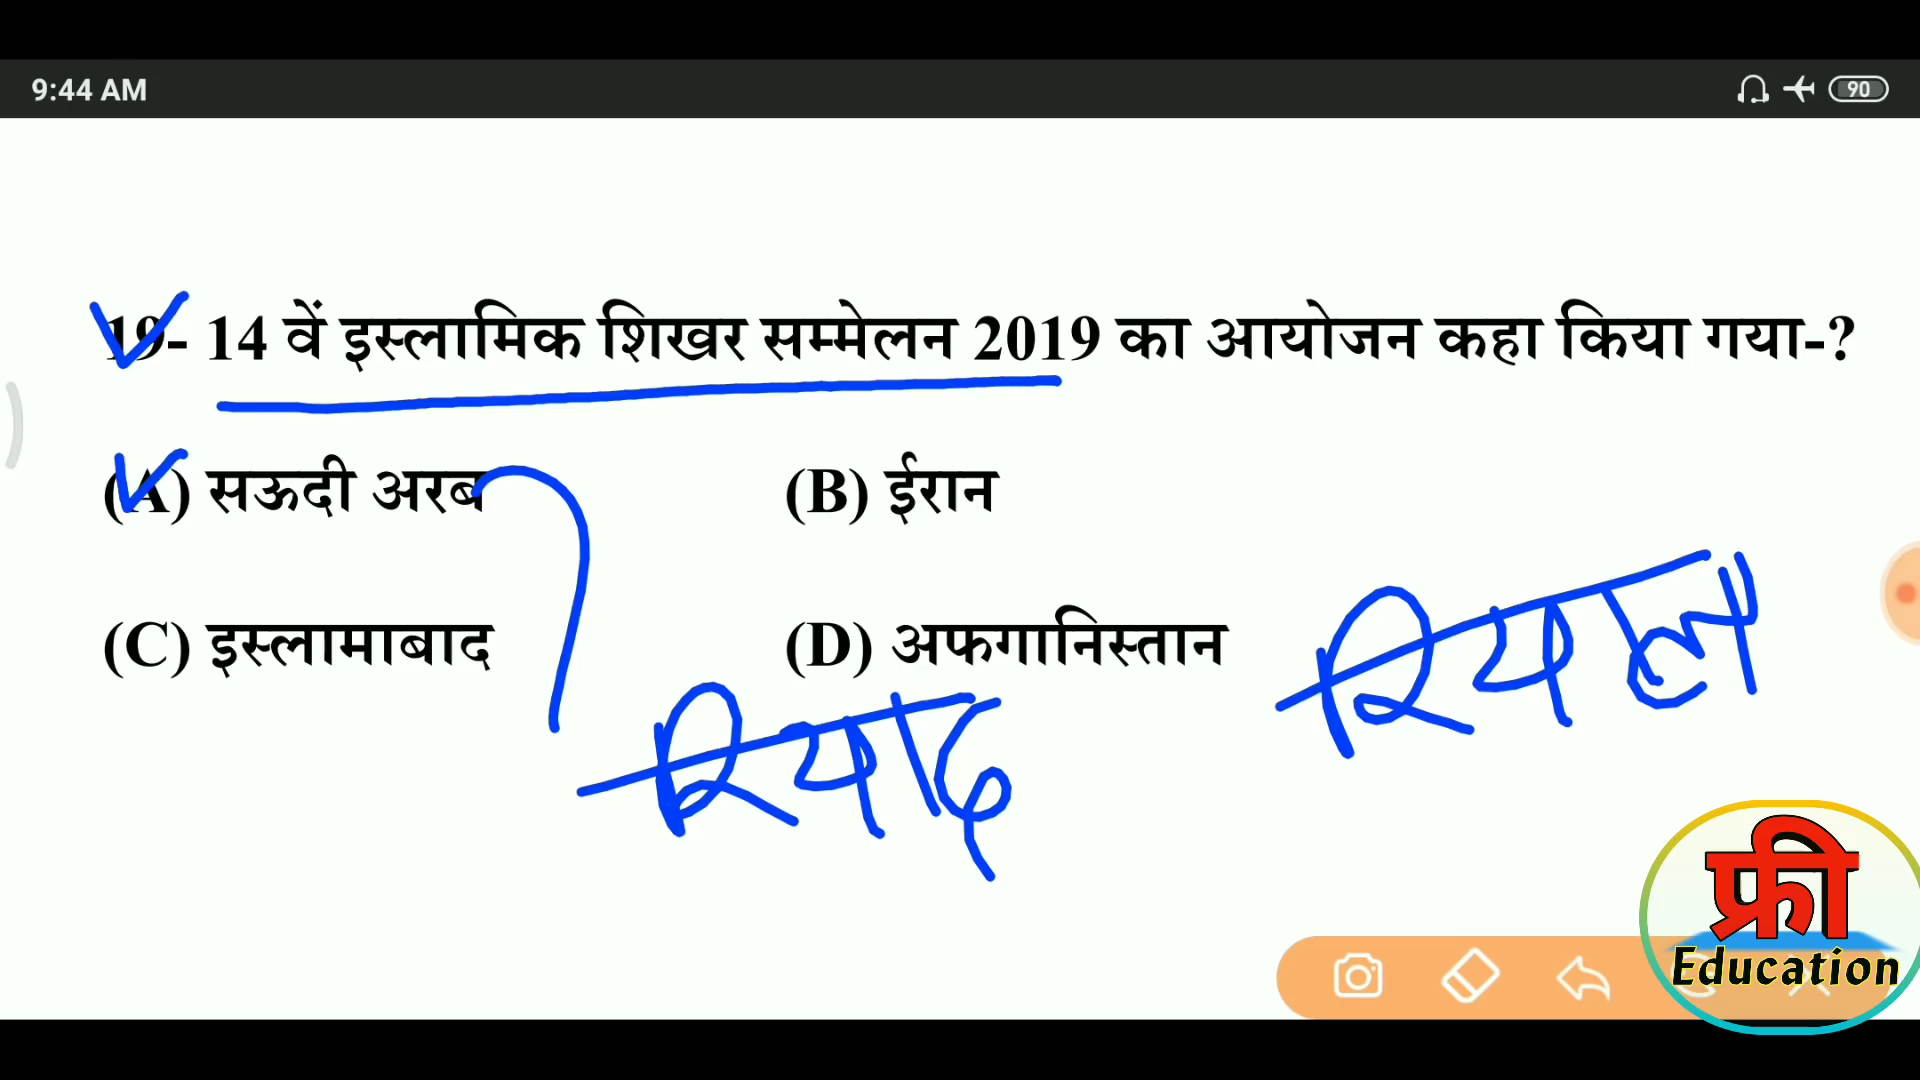 9:44 AM
90
19- 14 वें इस्लामिक शिखर सम्मेलन 2019 का आयोजन कहा किया गया-?
(A) सऊदी अरब
(B) ईरान
(C) इस्लामाबाद
(D) अफगानिस्तान
रियाद
फ्री
Education